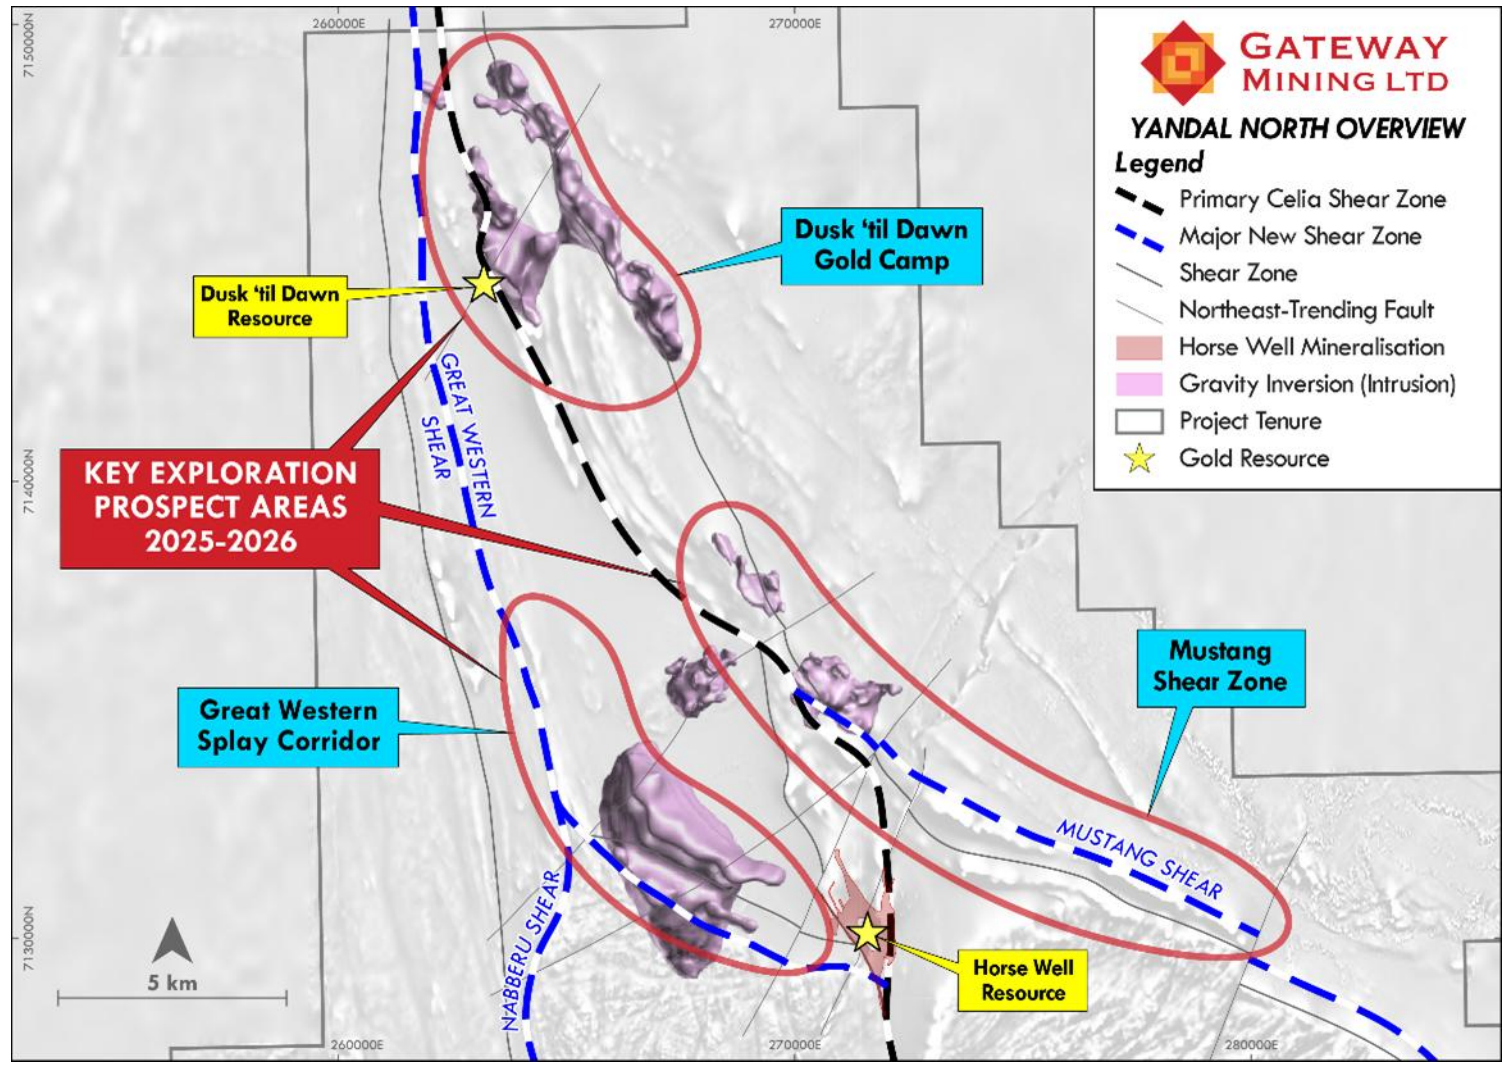 260000E
270000E
7150000N
7140000N
7130000N
GATEWAY
MINING LTD
YANDAL NORTH OVERVIEW
Legend
Primary Celia Shear Zone
Major New Shear Zone
Shear Zone
Northeast-Trending Fault
Horse Well Mineralisation
Gravity Inversion (Intrusion)
Project Tenure
Gold Resource
Dusk ‘til Dawn
Gold Camp
Dusk ‘til Dawn
Resource
GREAT WESTERN
SHEAR
KEY EXPLORATION
PROSPECT AREAS
2025-2026
Mustang
Shear Zone
Great Western
Splay Corridor
MUSTANG SHEAR
NABBERU SHEAR
Horse Well
Resource
5 km
260000E
270000E
280000E